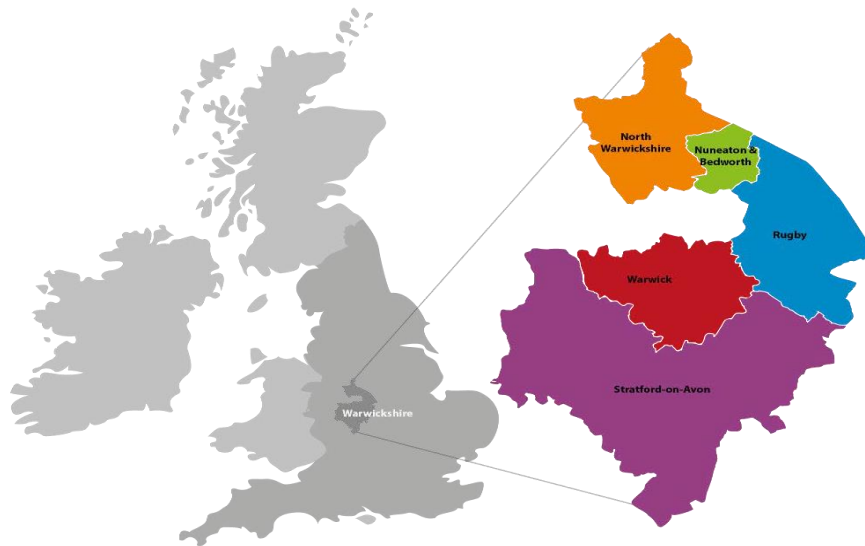 North
Warwickshire
Nuneaton &
Bedworth
Rugby
Warwick
Stratford-on-Avon
Warwickshire